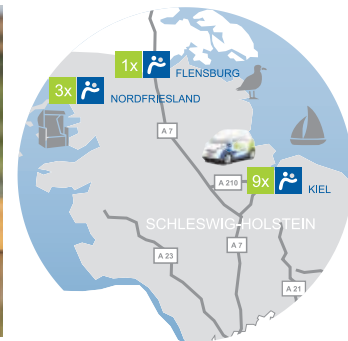 1x
FLENSBURG
3x
NORDFRIESLAND
A 7
A 210
9x
KIEL
SCHLESWIG-HOLSTEIN
A 7
A 23
A 21